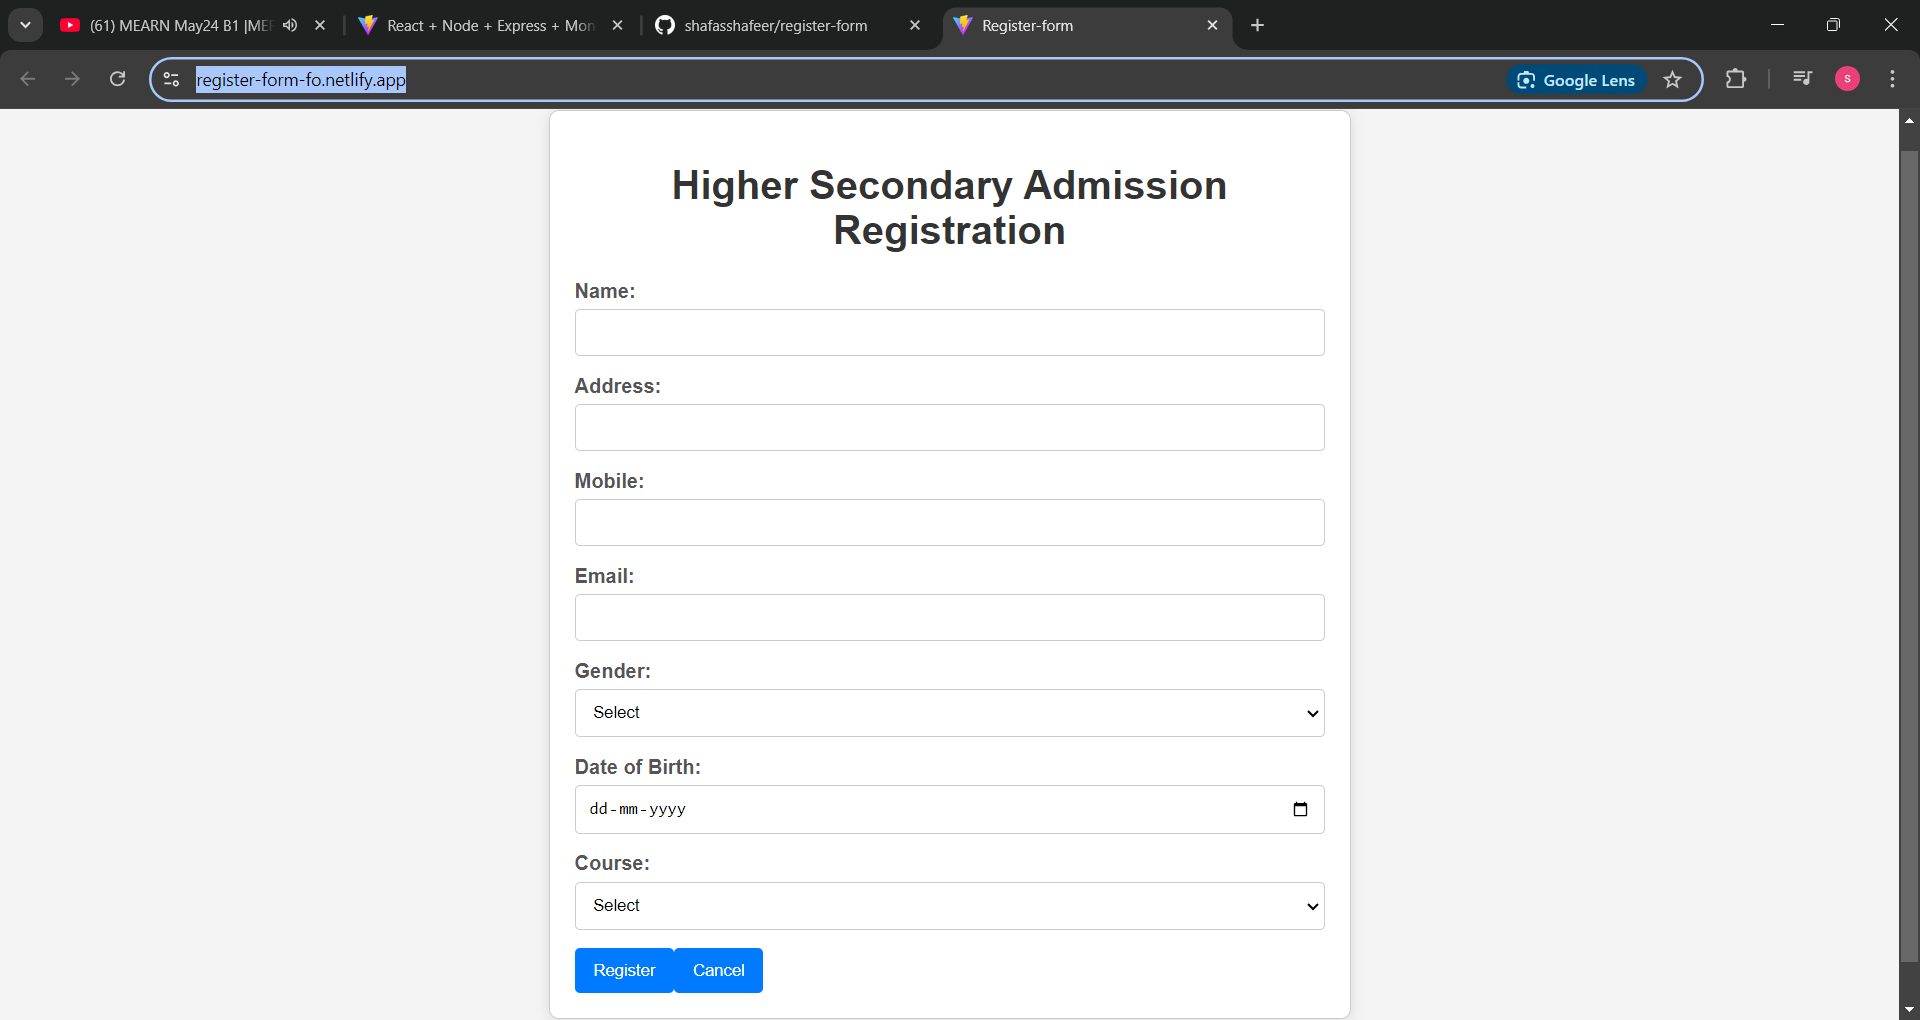 (61) MEARN May24 B1 |MEF
React + Node + Express + Mon
shafasshafeer/register-form
Register-form
register-form-fo.netlify.app
Google Lens
S
Higher Secondary Admission
Registration
Name:
Address:
Mobile:
Email:
Gender:
Select
Date of Birth:
dd-mm-yyyy
Course:
Select
Register
Cancel